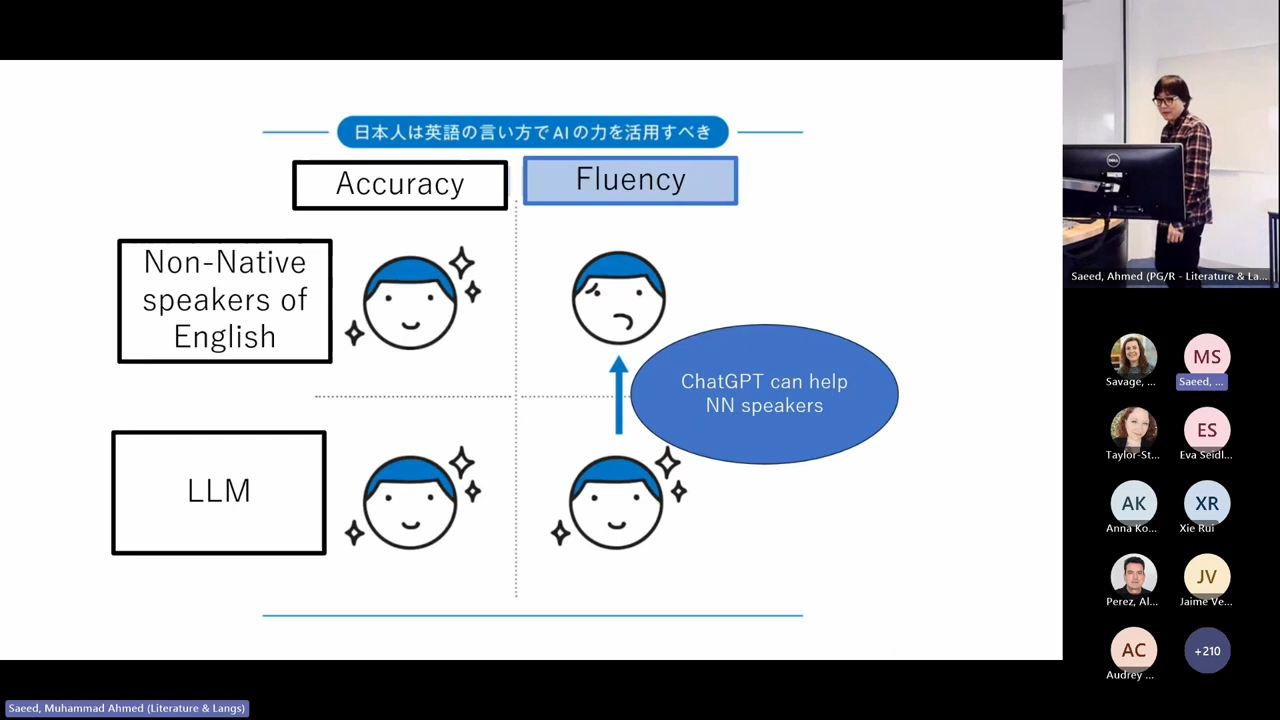 日本人は英語の言い方でAIの力を活用すべき
Accuracy
Fluency
Non-Native
speakers of
English
ChatGPT can help
NN speakers
LLM
DELL
Saeed, Ahmed (PG/R - Literature & La...
MS
Savage, ...
Saeed, ...
ES
Taylor-St...
Eva Seidl...
AK
XR
Anna Ko...
Xie Rui
JV
Perez, Al...
Jaime Ve...
AC
+210
Audrey ...
Saeed, Muhammad Ahmed (Literature & Langs)